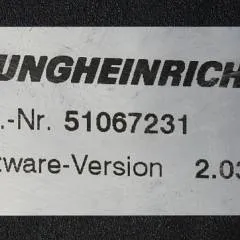 UNGHEINRICH
.-Nr. 51067231
tware-Version 2.03